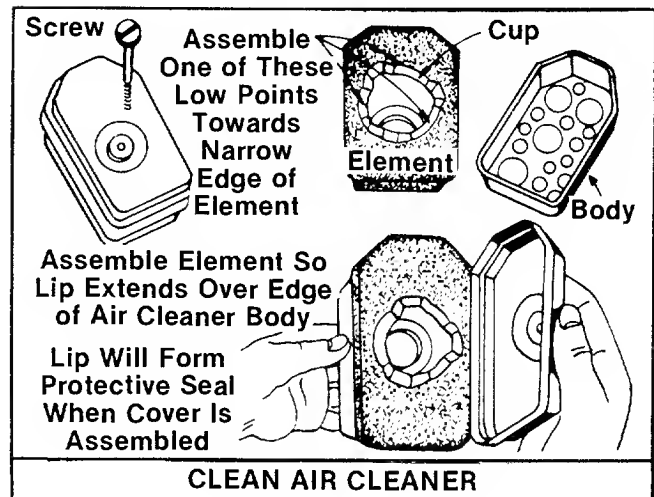 Screw
Assemble
One of These
Low Points
Towards
Narrow
Edge of
Element
Cup
Element
Body
Assemble Element So
Lip Extends Over Edge
of Air Cleaner Body
Lip Will Form
Protective Seal
When Cover Is
Assembled
CLEAN AIR CLEANER